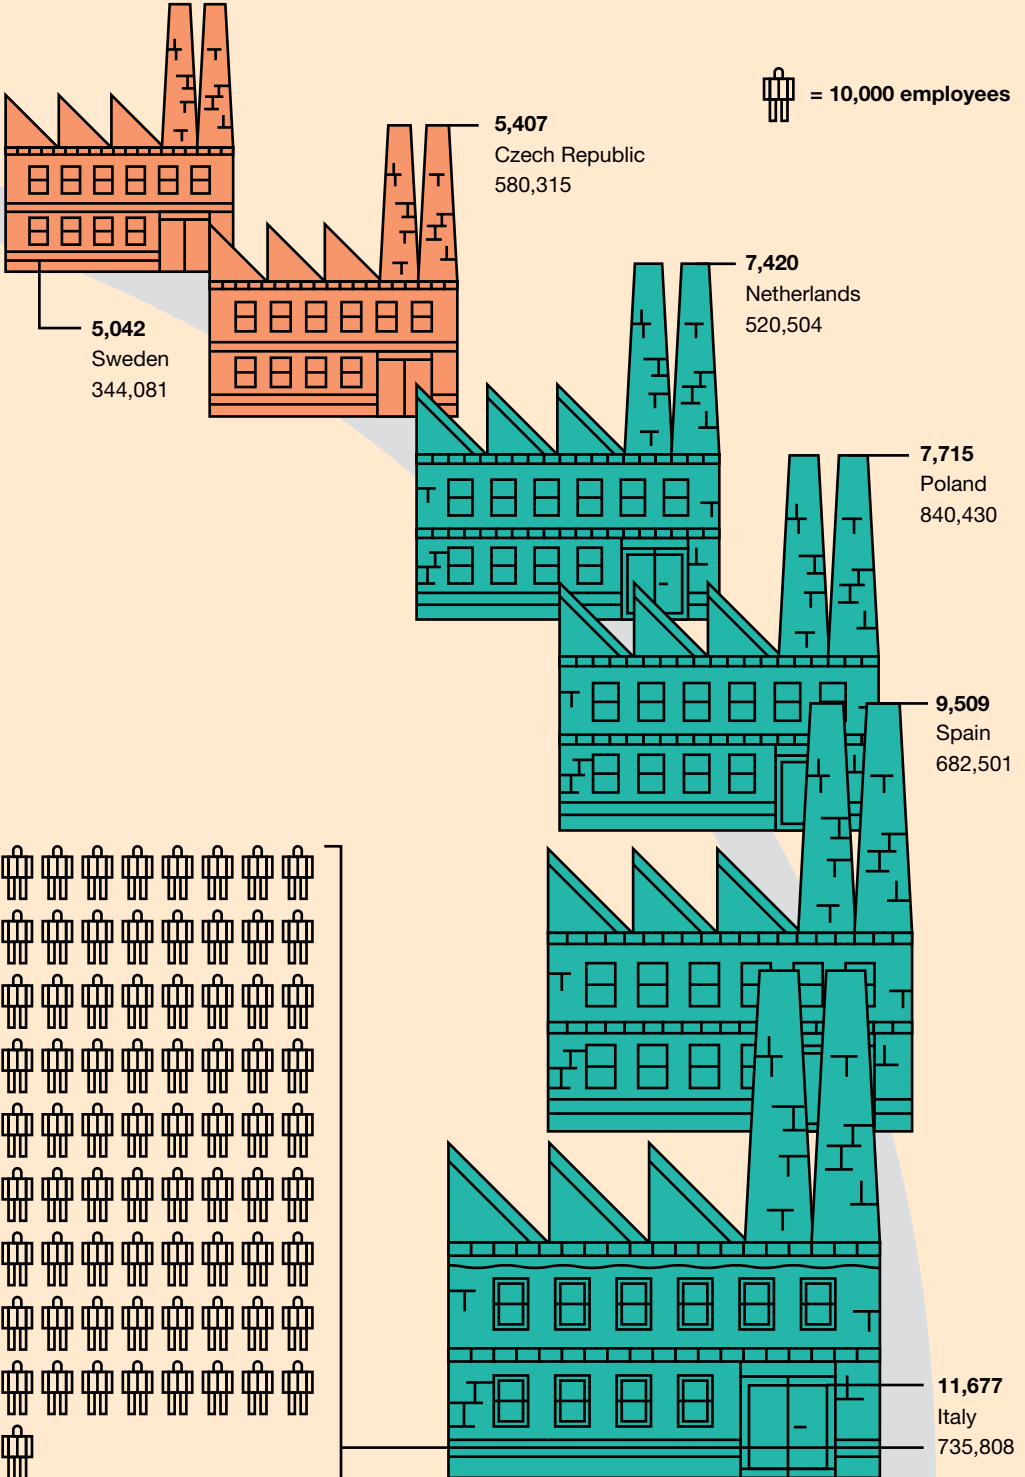 = 10,000 employees
5,407
Czech Republic
580,315
7,420
Netherlands
520,504
5,042
Sweden
344,081
7,715
Poland
840,430
9,509
Spain
682,501
11,677
Italy
735,808